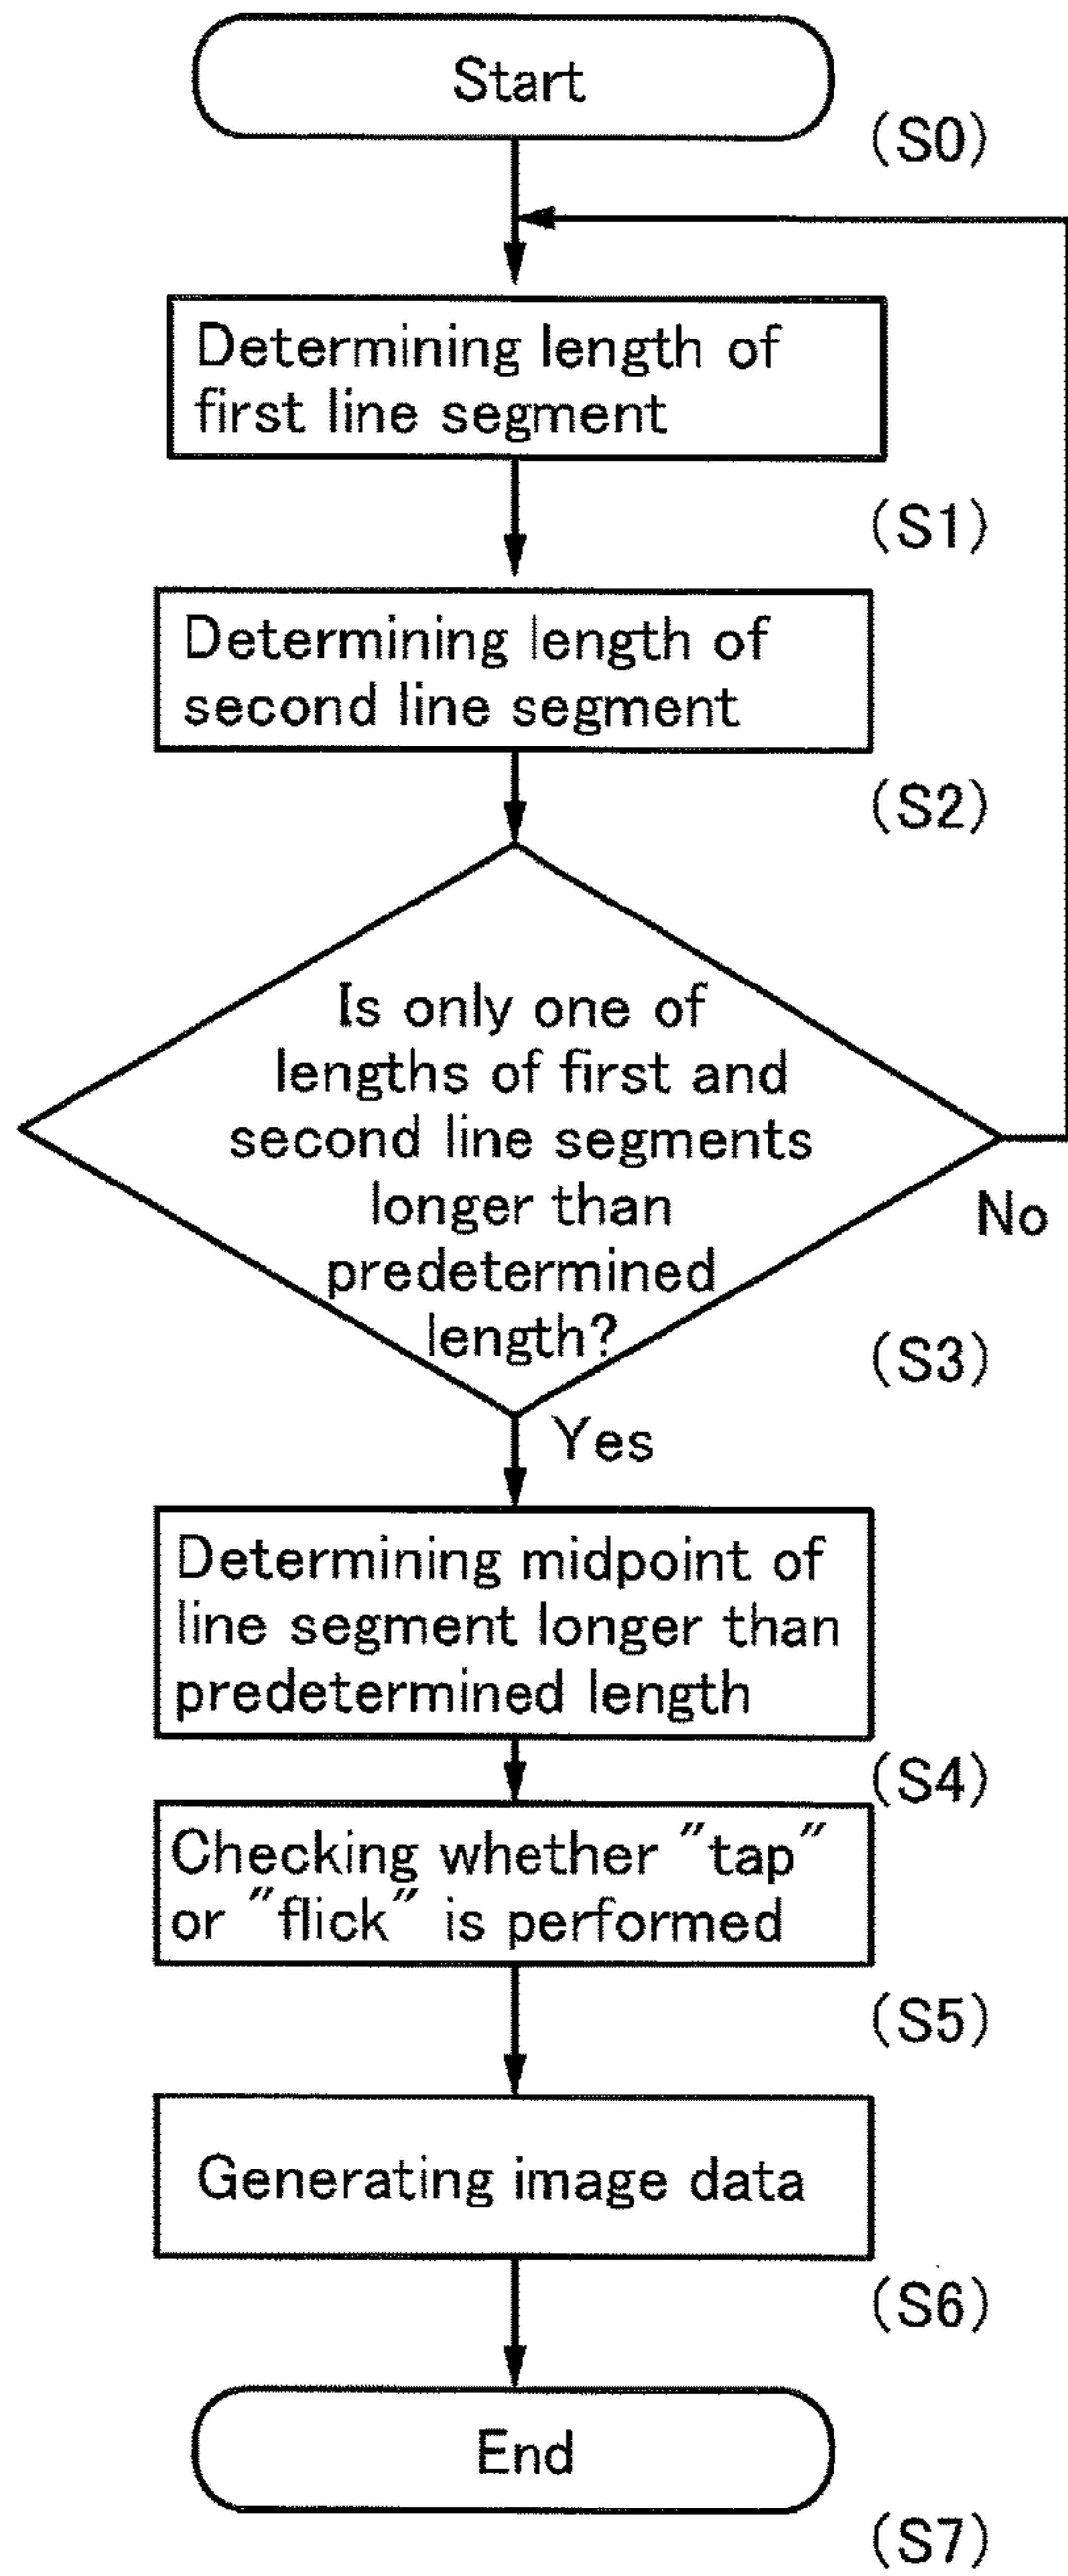 Start
(S0)
Determining length of
first line segment
(S1)
Determining length of
second line segment
(S2)
Is only one of
lengths of first and
second line segments
longer than
predetermined
length?
No
(S3)
Yes
Determining midpoint of
line segment longer than
predetermined length
(S4)
Checking whether "tap"
or "flick" is performed
(S5)
Generating image data
(S6)
End
(S7)